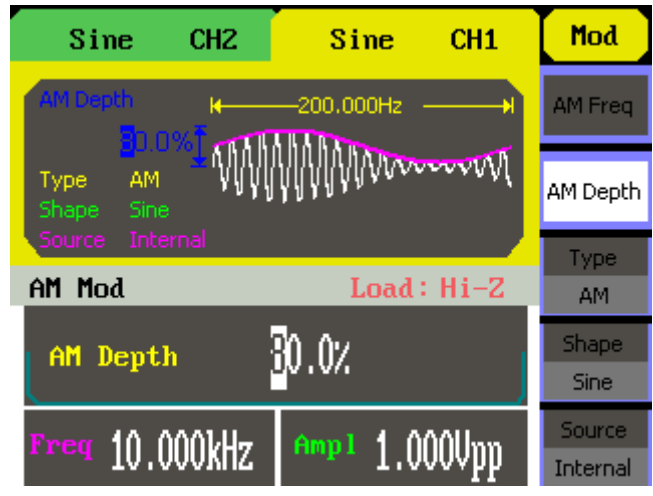 Sine CH2 Sine CH1 Mod
AM Depth
200.000Hz
80.0%
Type AM
Shape Sine
Source Internal
AM Mod Load: Hi-Z
AM Depth 80.0%
Freq 10.000kHz Ampl 1.000Vpp
AM Freq
AM Depth
Type
AM
Shape
Sine
Source
Internal